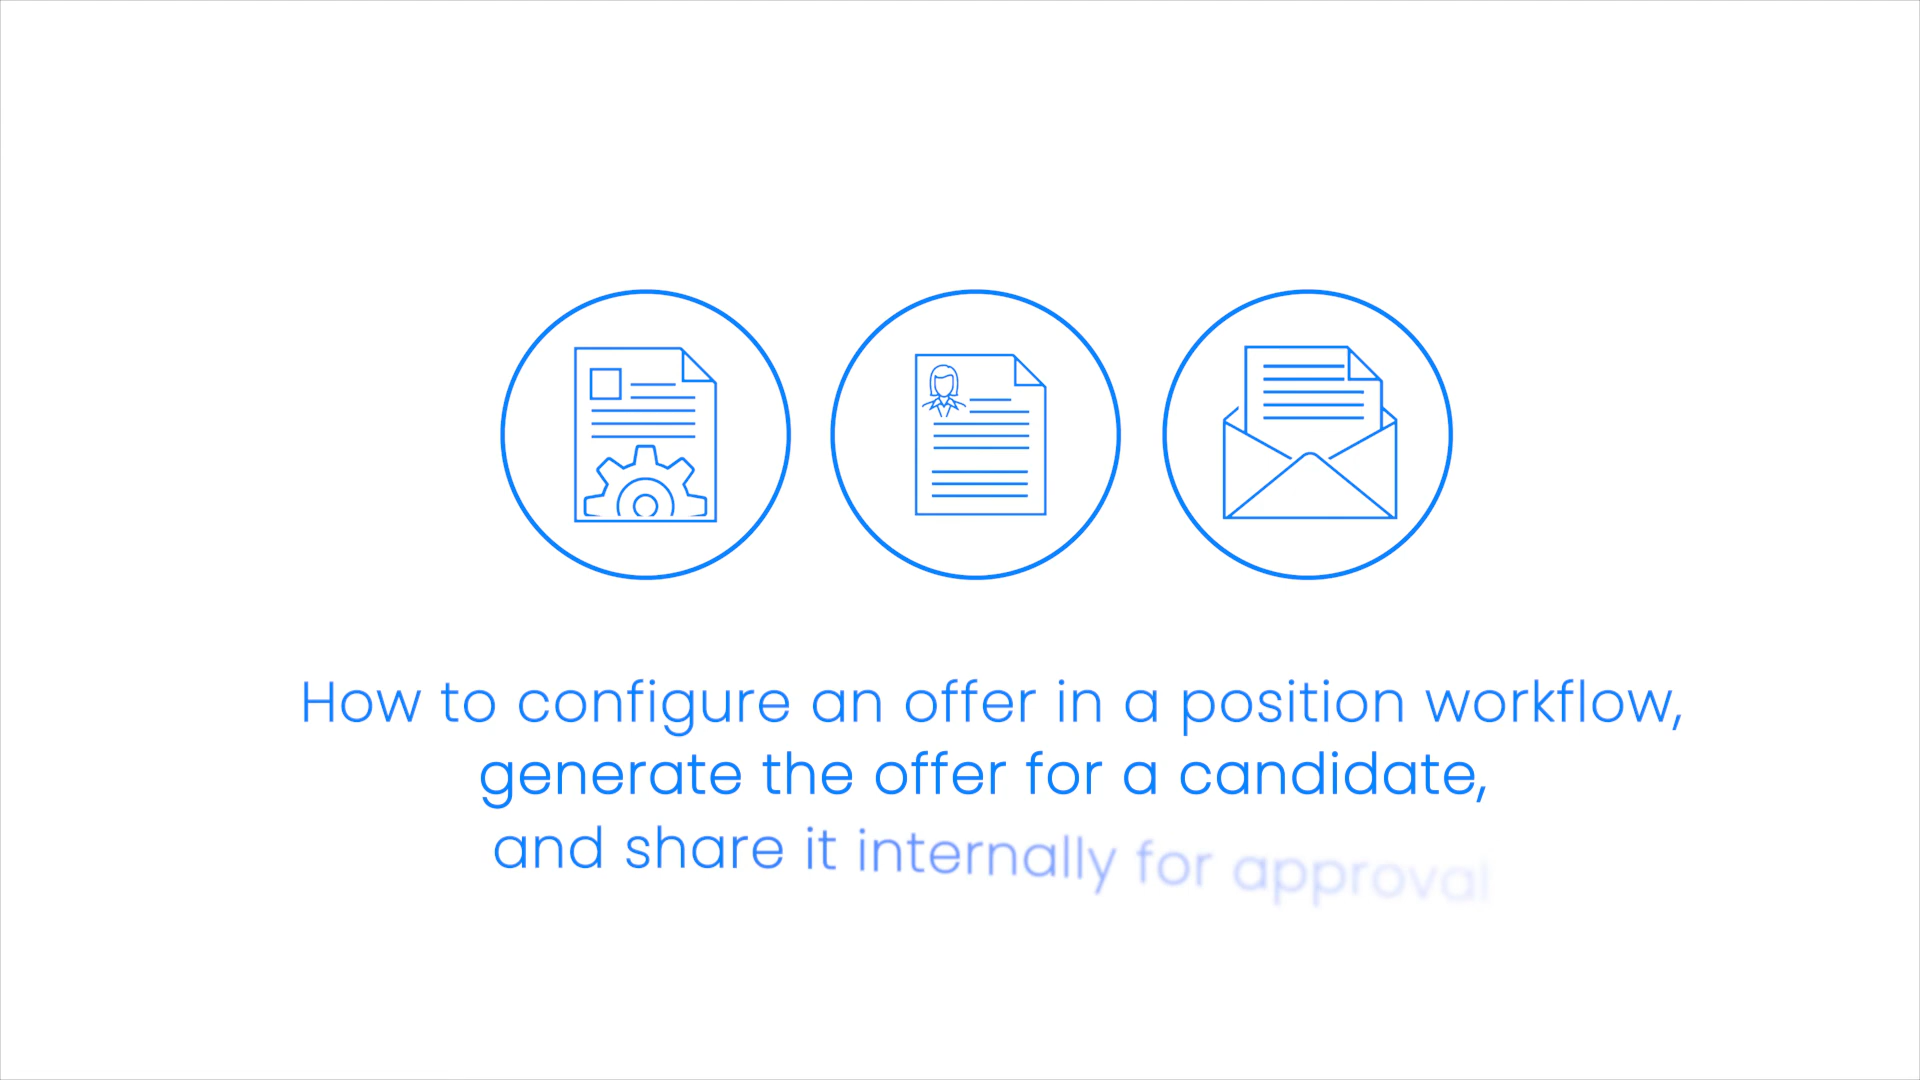 How to configure an offer in a position workflow,
generate the offer for a candidate,
and share it internally for approval